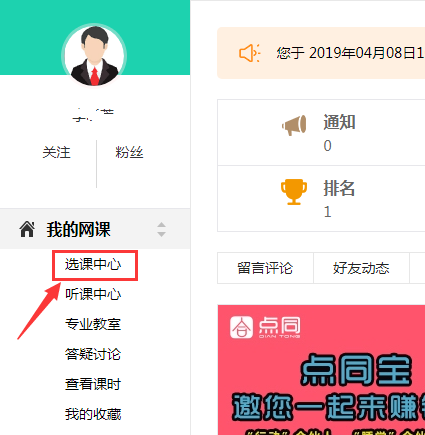 关注
粉丝
我的网课
选课中心
听课中心
专业教室
答疑讨论
查看课时
我的收藏
您于 2019年04月08日1
通知
0
排名
1
留言评论
好友动态
点同
DIAN TONG
点同宝
邀您一起来赚